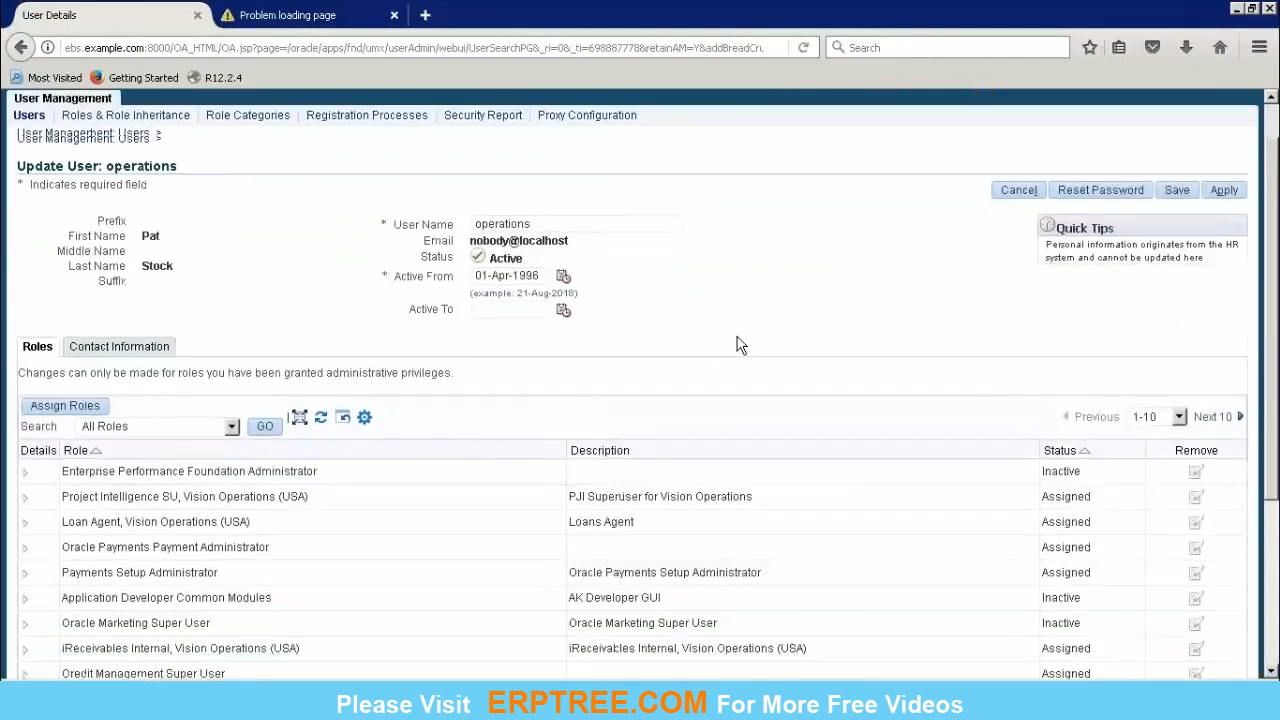 User Details
Problem loading page
ebs.example.com:8000/OA_HTML/OA.jsp?page=/oracle/apps/fnd/umx/userAdmin/webui/UserSearchPG&_ri=0&_ti=698887778&retainAM=Y&addBreadCru
Search
Most Visited
Getting Started
R12.2.4
User Management
Users
Roles & Role Inheritance
Role Categories
Registration Processes
Security Report
Proxy Configuration
User Management: Users >
Update User: operations
* Indicates required field
Cancel
Reset Password
Save
Apply
Prefix
First Name Pat
Middle Name
Last Name Stock
Suffix
* User Name operations
Email nobody@localhost
Status Active
* Active From 01-Apr-1996
(example: 21-Aug-2018)
Active To
Quick Tips
Personal information originates from the HR
system and cannot be updated here
Roles
Contact Information
Changes can only be made for roles you have been granted administrative privileges.
Assign Roles
Search All Roles GO
Previous 1-10 Next 10
Details Role Description Status Remove
Enterprise Performance Foundation Administrator Inactive
Project Intelligence SU, Vision Operations (USA) PJI Superuser for Vision Operations Assigned
Loan Agent, Vision Operations (USA) Loans Agent Assigned
Oracle Payments Payment Administrator Assigned
Payments Setup Administrator Oracle Payments Setup Administrator Assigned
Application Developer Common Modules AK Developer GUI Inactive
Oracle Marketing Super User Oracle Marketing Super User Inactive
iReceivables Internal, Vision Operations (USA) iReceivables Internal, Vision Operations (USA) Assigned
Credit Management Super User Assigned
Please Visit ERPTREE.COM For More Free Videos